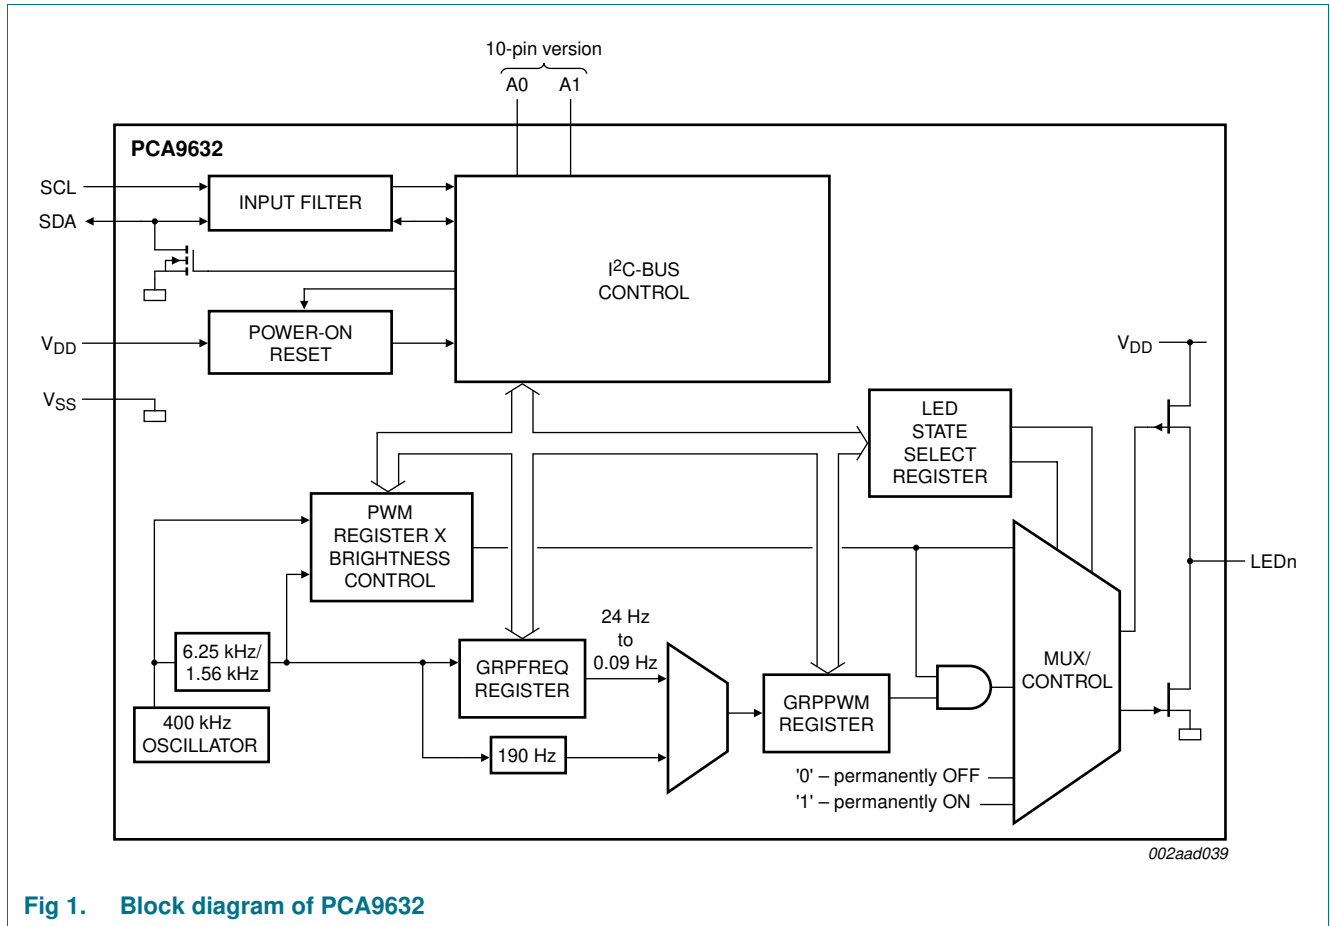 10-pin version
A0 A1
PCA9632
SCL
INPUT FILTER
SDA
I²C-BUS
CONTROL
POWER-ON
RESET
VDD
VSS
VDD
LED
STATE
SELECT
REGISTER
PWM
REGISTER X
BRIGHTNESS
CONTROL
LEDn
24 Hz
to
0.09 Hz
6.25 kHz/
1.56 kHz
GRPFREQ
REGISTER
MUX/
CONTROL
GRPPWM
REGISTER
400 kHz
OSCILLATOR
190 Hz
'0' – permanently OFF
'1' – permanently ON
002aad039
Fig 1. Block diagram of PCA9632